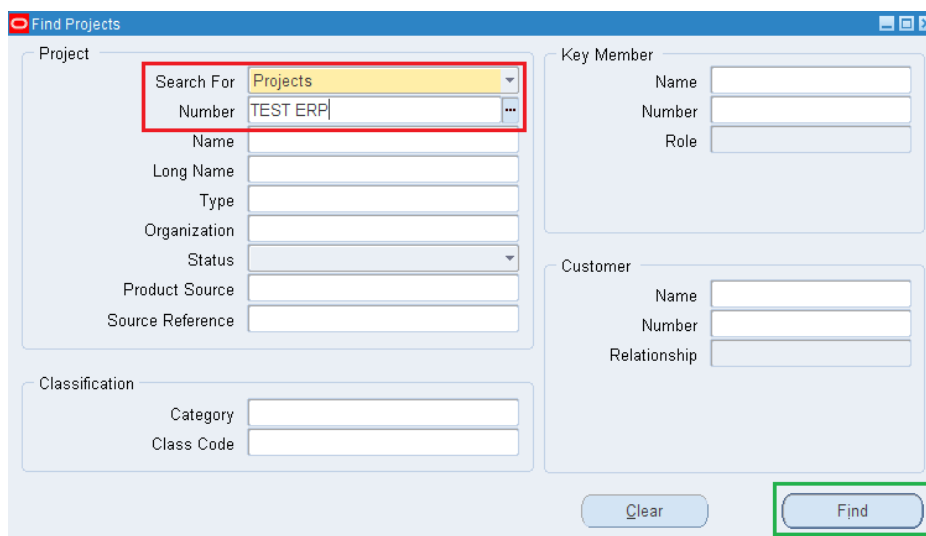 Find Projects
Project
Search For Projects
Number TEST ERP
Name
Long Name
Type
Organization
Status
Product Source
Source Reference
Classification
Category
Class Code
Key Member
Name
Number
Role
Customer
Name
Number
Relationship
Clear
Find